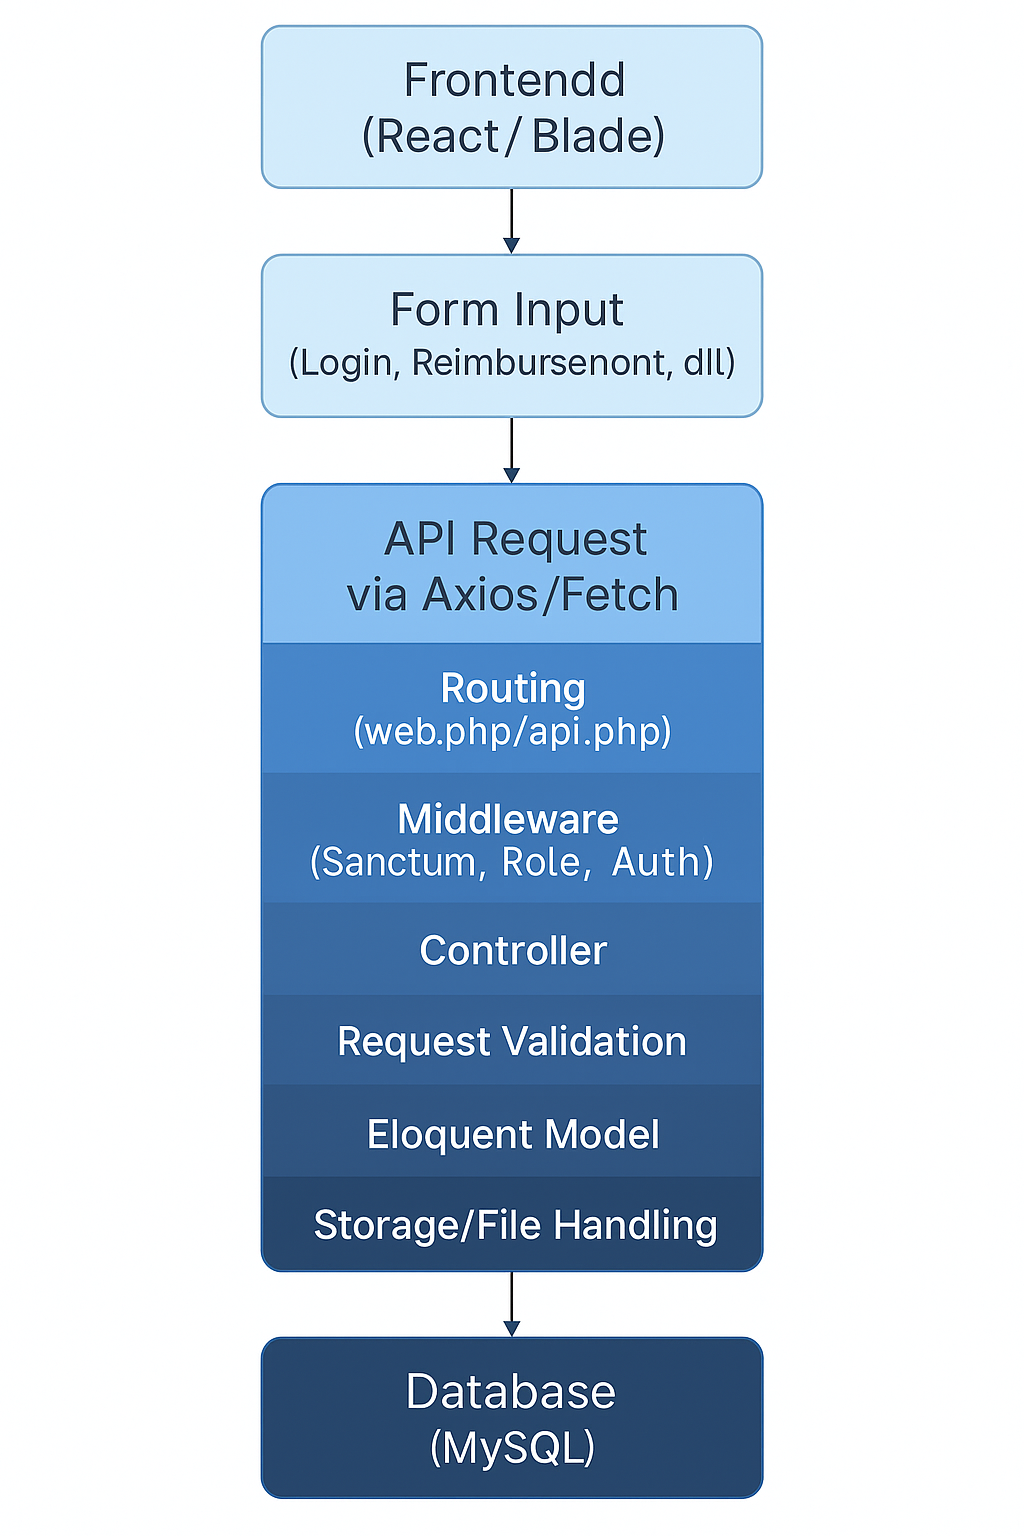 Frontendd
(React/Blade)
Form Input
(Login, Reimbursenont, dll)
API Request
via Axios/Fetch
Routing
(web.php/api.php)
Middleware
(Sanctum, Role, Auth)
Controller
Request Validation
Eloquent Model
Storage/File Handling
Database
(MySQL)